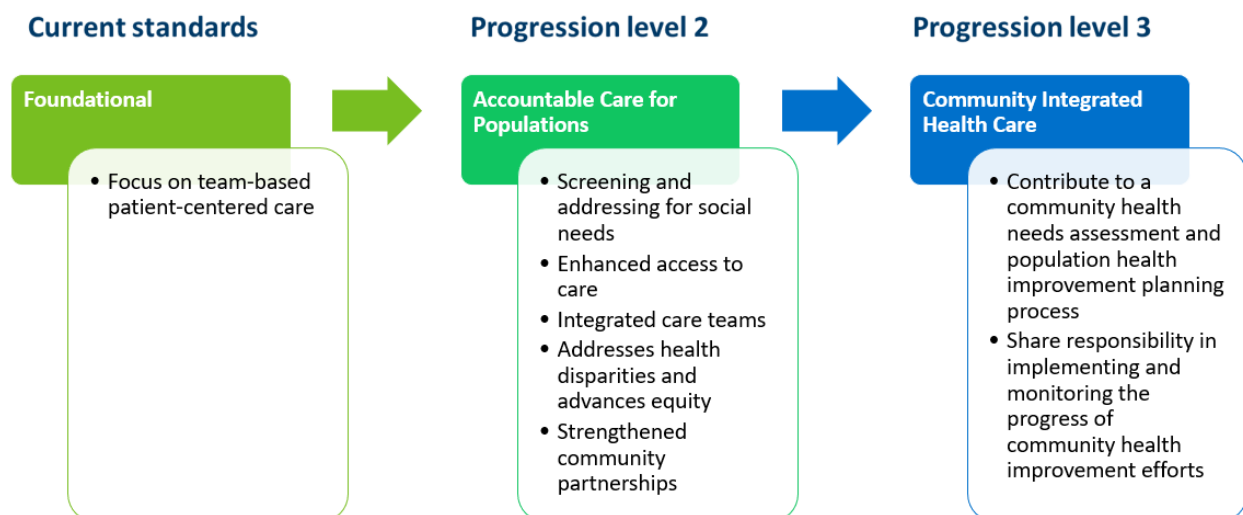 Current standards
Foundational
• Focus on team-based
patient-centered care
Progression level 2
Accountable Care for
Populations
• Screening and
addressing for social
needs
• Enhanced access to
care
• Integrated care teams
• Addresses health
disparities and
advances equity
• Strengthened
community
partnerships
Progression level 3
Community Integrated
Health Care
• Contribute to a
community health
needs assessment and
population health
improvement planning
process
• Share responsibility in
implementing and
monitoring the
progress of
community health
improvement efforts